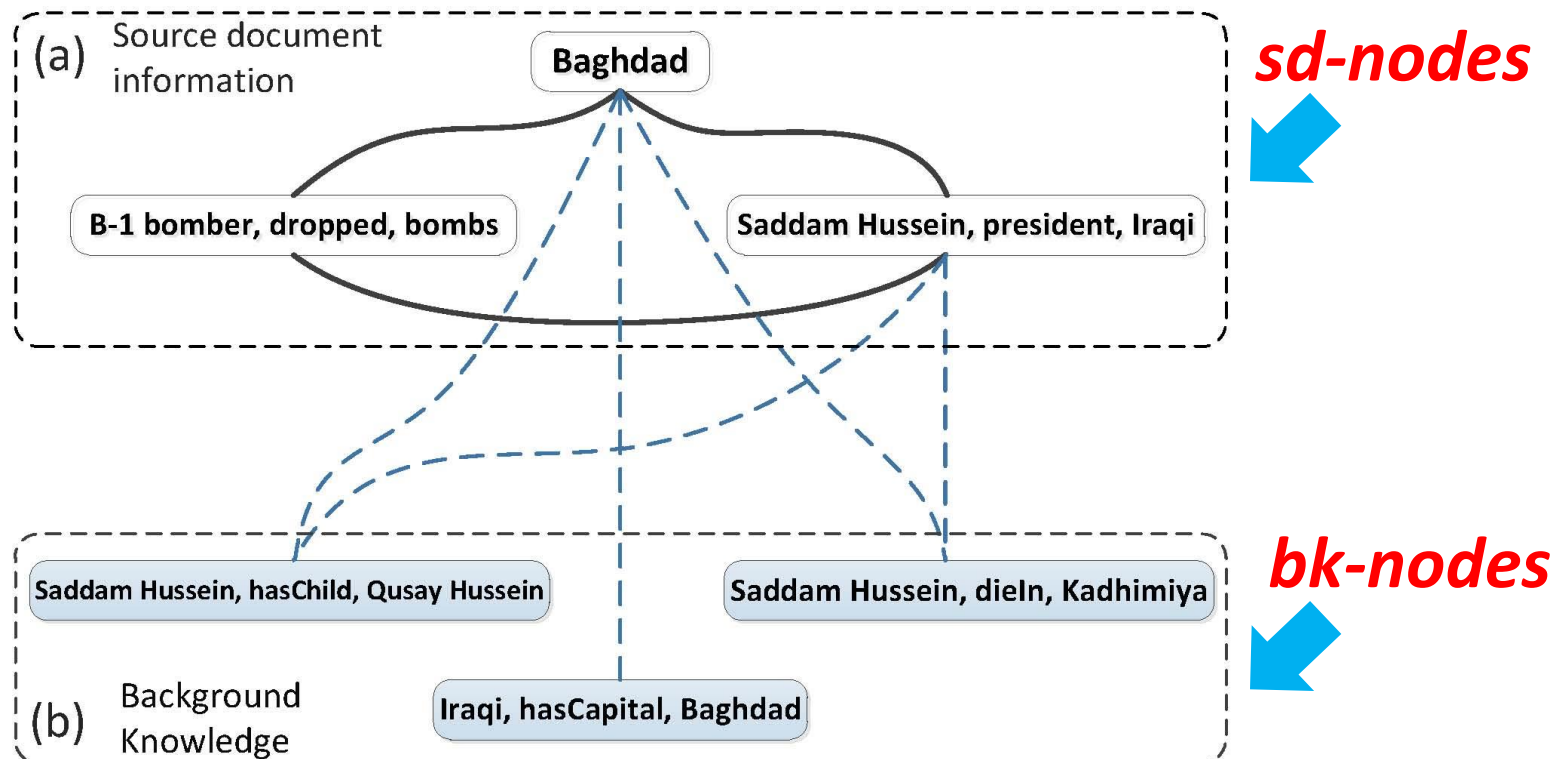 (a)
Source document
information
Baghdad
sd-nodes
B-1 bomber, dropped, bombs
Saddam Hussein, president, Iraqi
bk-nodes
Saddam Hussein, hasChild, Qusay Hussein
Saddam Hussein, dieIn, Kadhimiya
Iraqi, hasCapital, Baghdad
(b)
Background
Knowledge